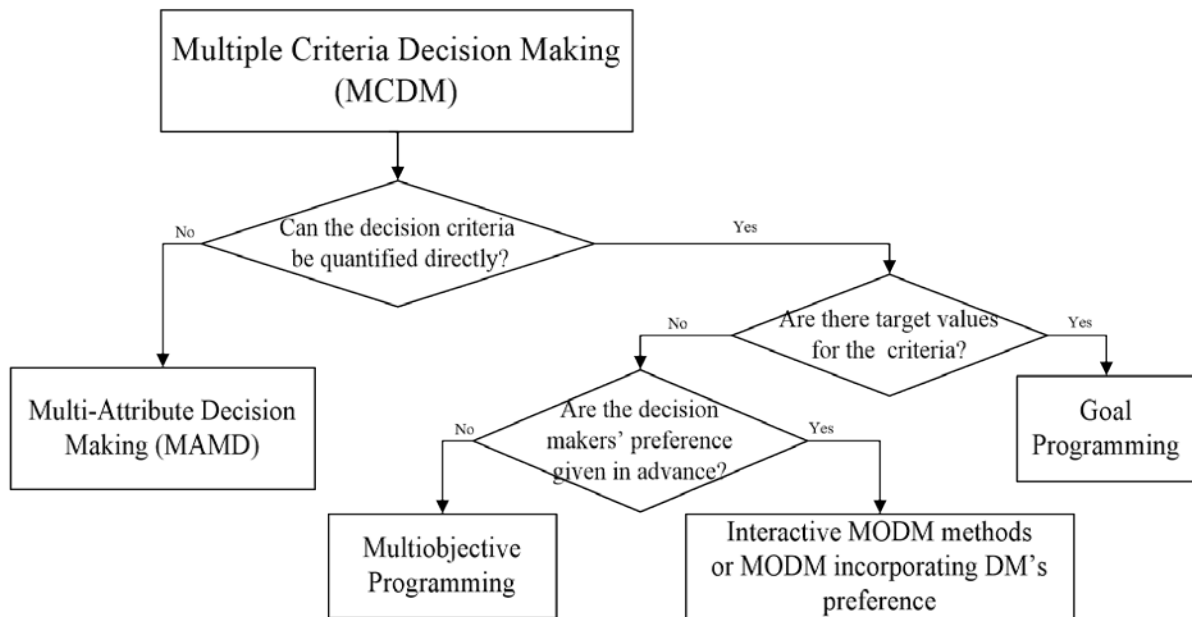 Multiple Criteria Decision Making
(MCDM)
Can the decision criteria
be quantified directly?
No
Yes
Are there target values
for the criteria?
No
Yes
Multi-Attribute Decision
Making (MAMD)
Are the decision
makers' preference
given in advance?
No
Yes
Goal
Programming
Multiobjective
Programming
Interactive MODM methods
or MODM incorporating DM's
preference